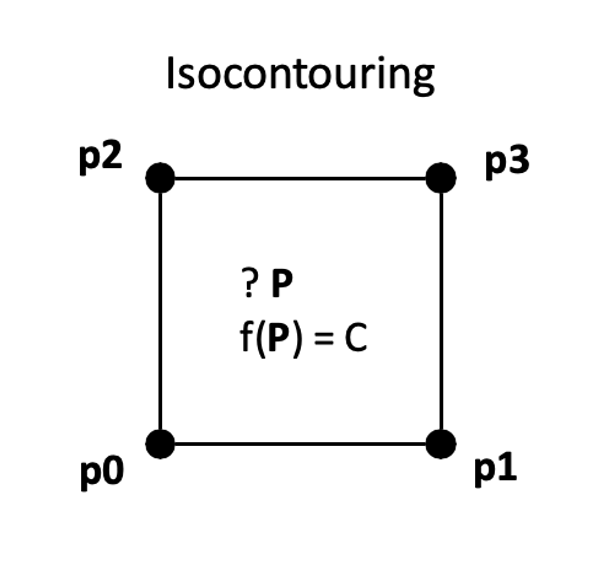 Isocontouring
p2
p3
? P
f(P) = C
p0
p1